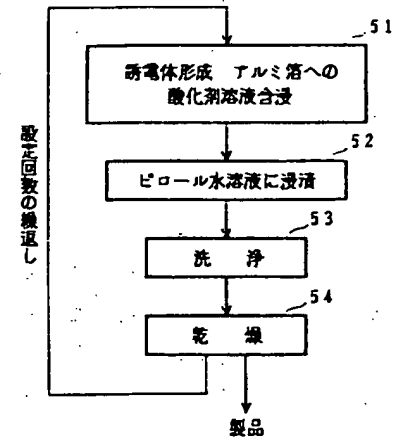 51
誘電体形成 アルミ箔への
酸化剤溶液含浸
52
ピロール水溶液に浸漬
53
洗 浄
54
乾 燥
設定回数の繰返し
製品